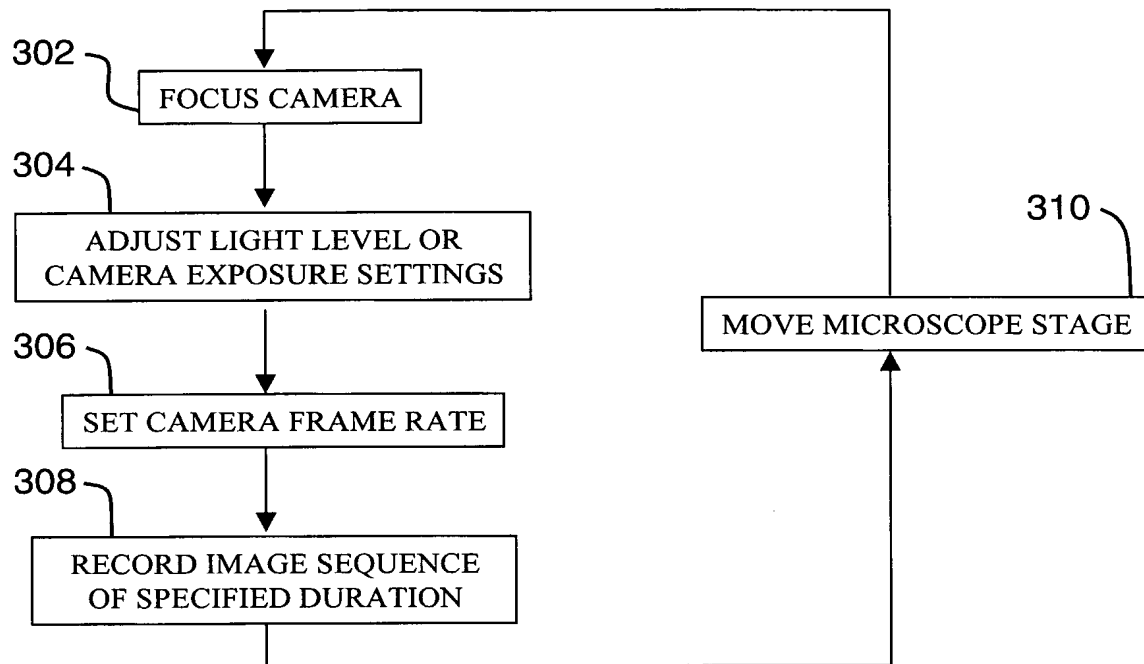 302
FOCUS CAMERA
304
ADJUST LIGHT LEVEL OR
CAMERA EXPOSURE SETTINGS
306
SET CAMERA FRAME RATE
308
RECORD IMAGE SEQUENCE
OF SPECIFIED DURATION
310
MOVE MICROSCOPE STAGE